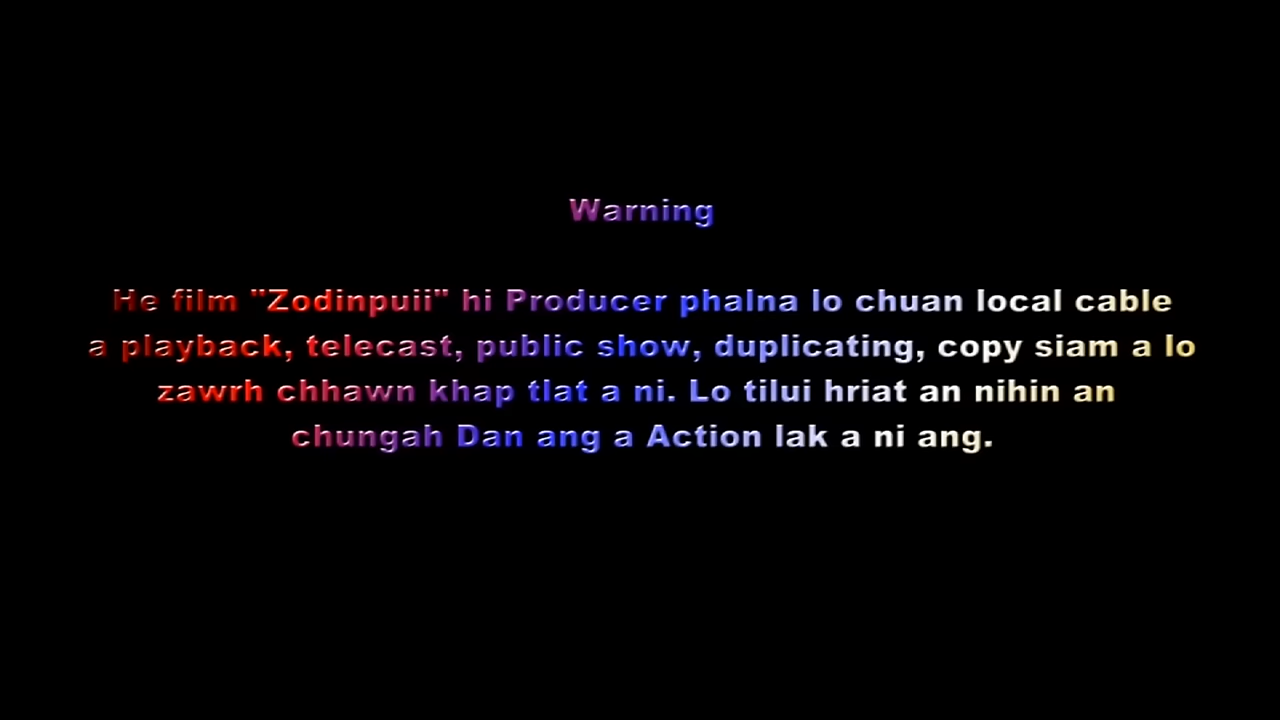 Warning
He film "Zodinpuii" hi Producer phalna lo chuan local cable
a playback, telecast, public show, duplicating, copy siam a lo
zawrh chhawn khap tlat a ni. Lo tilui hriat an nihin an
chungah Dan ang a Action lak a ni ang.